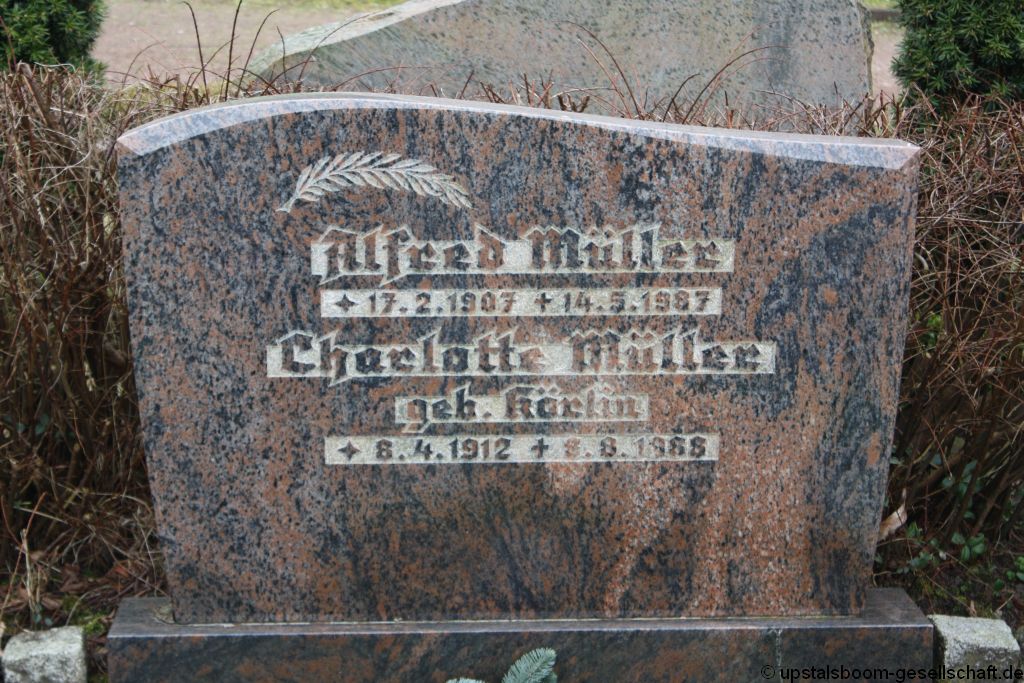 Alfred Müller
17.2.1907 + 14.5.1987
Charlotte Müller
geb. Körlin
8.4.1912 + 8.8.1988
© upstalsboom-gesellschaft.de